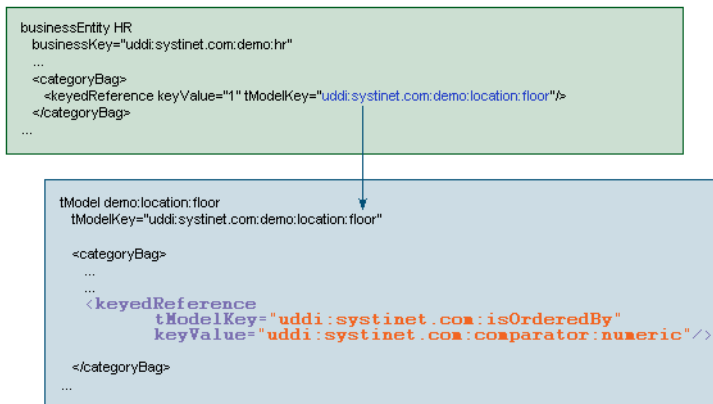 businessEntity HR
businessKey="uddi:systinet.com:demo:hr"
...
<categoryBag>
<keyedReference keyValue="1" tModelKey="uddi:systinet.com:demo:location:floor"/>
</categoryBag>
...
tModel demo:location:floor
tModelKey="uddi:systinet.com:demo:location:floor"
<categoryBag>
...
...
<keyedReference
tModelKey="uddi:systinet.com:isOrderedBy"
keyValue="uddi:systinet.com:comparator:numeric"/>
</categoryBag>
...